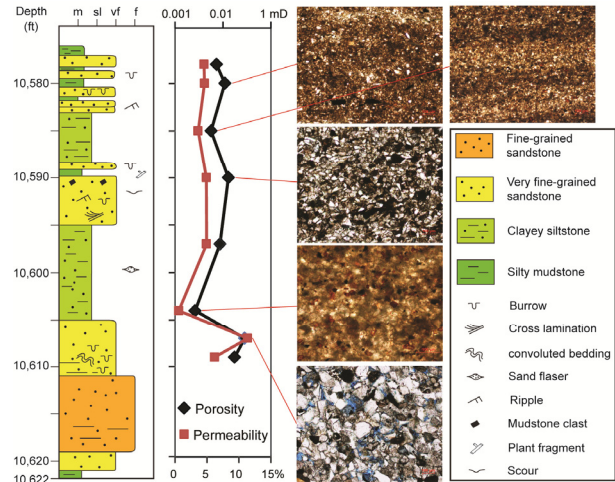 Depth
(ft)
m sl vf f
10,580
10,590
10,600
10,610
10,620
10,622
0.001 0.01 1 mD
Porosity
Permeability
0 5 10 15%
Fine-grained
sandstone
Very fine-grained
sandstone
Clayey siltstone
Silty mudstone
Burrow
Cross lamination
convoluted bedding
Sand flaser
Ripple
Mudstone clast
Plant fragment
Scour